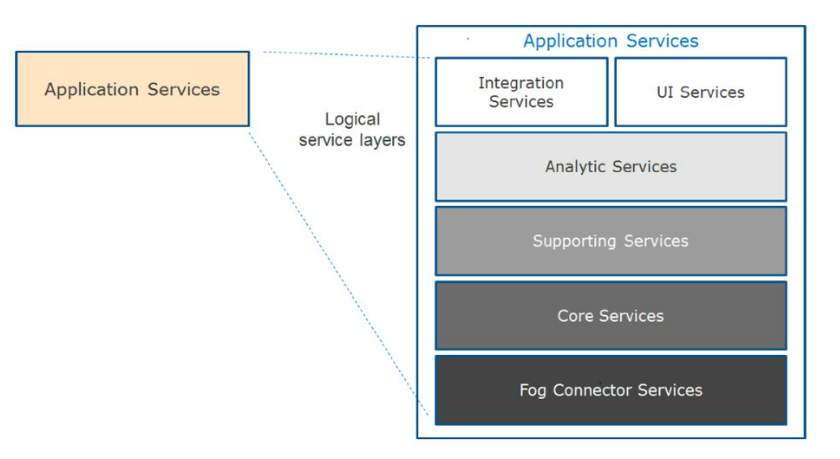 Application Services
Application Services
Logical
service layers
Integration
Services
UI Services
Analytic Services
Supporting Services
Core Services
Fog Connector Services